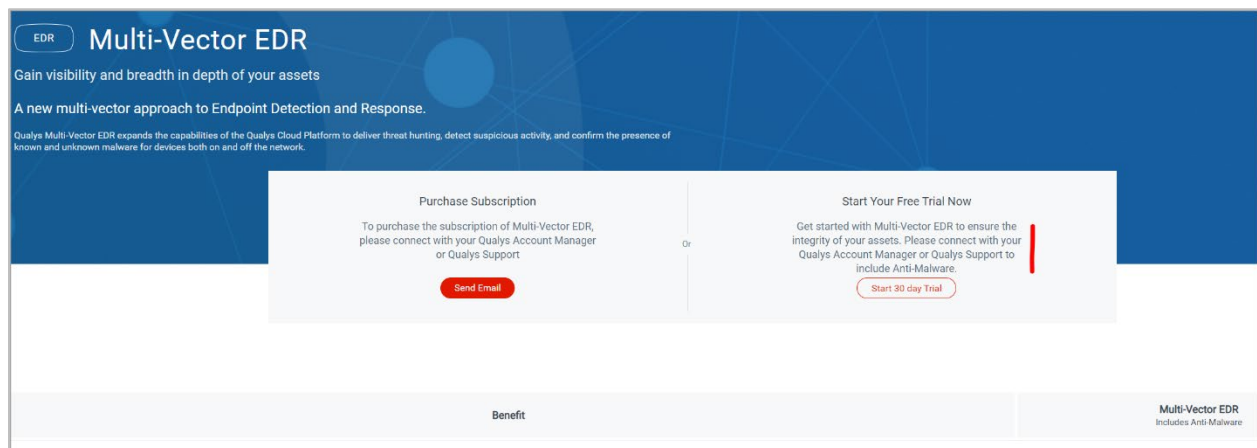 EDR
Multi-Vector EDR
Gain visibility and breadth in depth of your assets
A new multi-vector approach to Endpoint Detection and Response.
Qualys Multi-Vector EDR expands the capabilities of the Qualys Cloud Platform to deliver threat hunting, detect suspicious activity, and confirm the presence of
known and unknown malware for devices both on and off the network.
Purchase Subscription
To purchase the subscription of Multi-Vector EDR,
please connect with your Qualys Account Manager
or Qualys Support
Send Email
Or
Start Your Free Trial Now
Get started with Multi-Vector EDR to ensure the
integrity of your assets. Please connect with your
Qualys Account Manager or Qualys Support to
include Anti-Malware.
Start 30 day Trial
Benefit
Multi-Vector EDR
Includes Anti-Malware